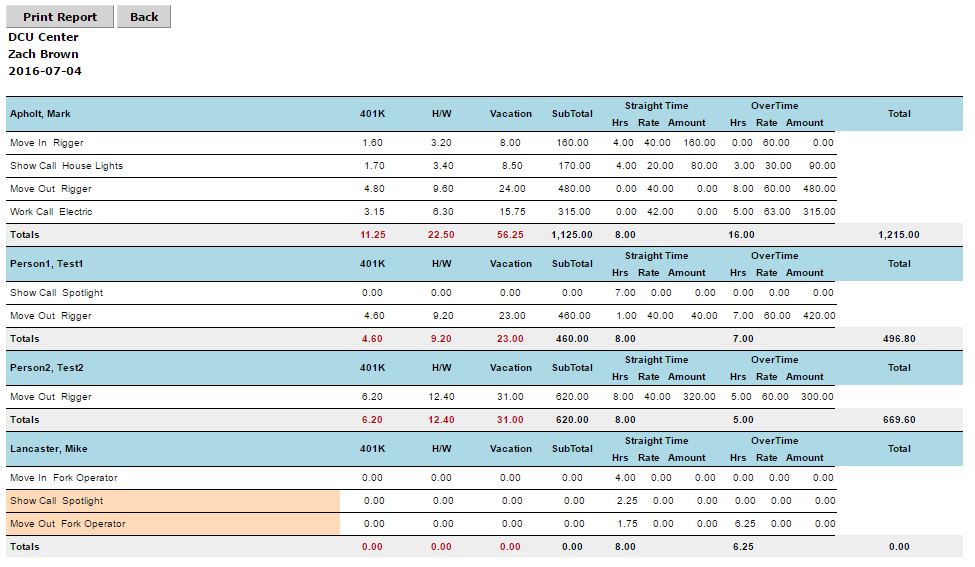 Print Report Back
DCU Center
Zach Brown
2016-07-04
Apholt, Mark 401K H/W Vacation SubTotal Straight Time OverTime Total
Hrs Rate Amount Hrs Rate Amount
Move In Rigger 1.60 3.20 8.00 160.00 4.00 40.00 160.00 0.00 60.00 0.00
Show Call House Lights 1.70 3.40 8.50 170.00 4.00 20.00 80.00 3.00 30.00 90.00
Move Out Rigger 4.80 9.60 24.00 480.00 0.00 40.00 0.00 8.00 60.00 480.00
Work Call Electric 3.15 6.30 15.75 315.00 0.00 42.00 0.00 5.00 63.00 315.00
Totals 11.25 22.50 56.25 1,125.00 8.00 16.00 1,215.00
Person1, Test1 401K H/W Vacation SubTotal Straight Time OverTime Total
Hrs Rate Amount Hrs Rate Amount
Show Call Spotlight 0.00 0.00 0.00 0.00 7.00 0.00 0.00 0.00 0.00 0.00
Move Out Rigger 4.60 9.20 23.00 460.00 1.00 40.00 40.00 7.00 60.00 420.00
Totals 4.60 9.20 23.00 460.00 8.00 7.00 496.80
Person2, Test2 401K H/W Vacation SubTotal Straight Time OverTime Total
Hrs Rate Amount Hrs Rate Amount
Move Out Rigger 6.20 12.40 31.00 620.00 8.00 40.00 320.00 5.00 60.00 300.00
Totals 6.20 12.40 31.00 620.00 8.00 5.00 669.60
Lancaster, Mike 401K H/W Vacation SubTotal Straight Time OverTime Total
Hrs Rate Amount Hrs Rate Amount
Move In Fork Operator 0.00 0.00 0.00 0.00 4.00 0.00 0.00 0.00 0.00 0.00
Show Call Spotlight 0.00 0.00 0.00 0.00 2.25 0.00 0.00 0.00 0.00 0.00
Move Out Fork Operator 0.00 0.00 0.00 0.00 1.75 0.00 0.00 6.25 0.00 0.00
Totals 0.00 0.00 0.00 0.00 8.00 6.25 0.00